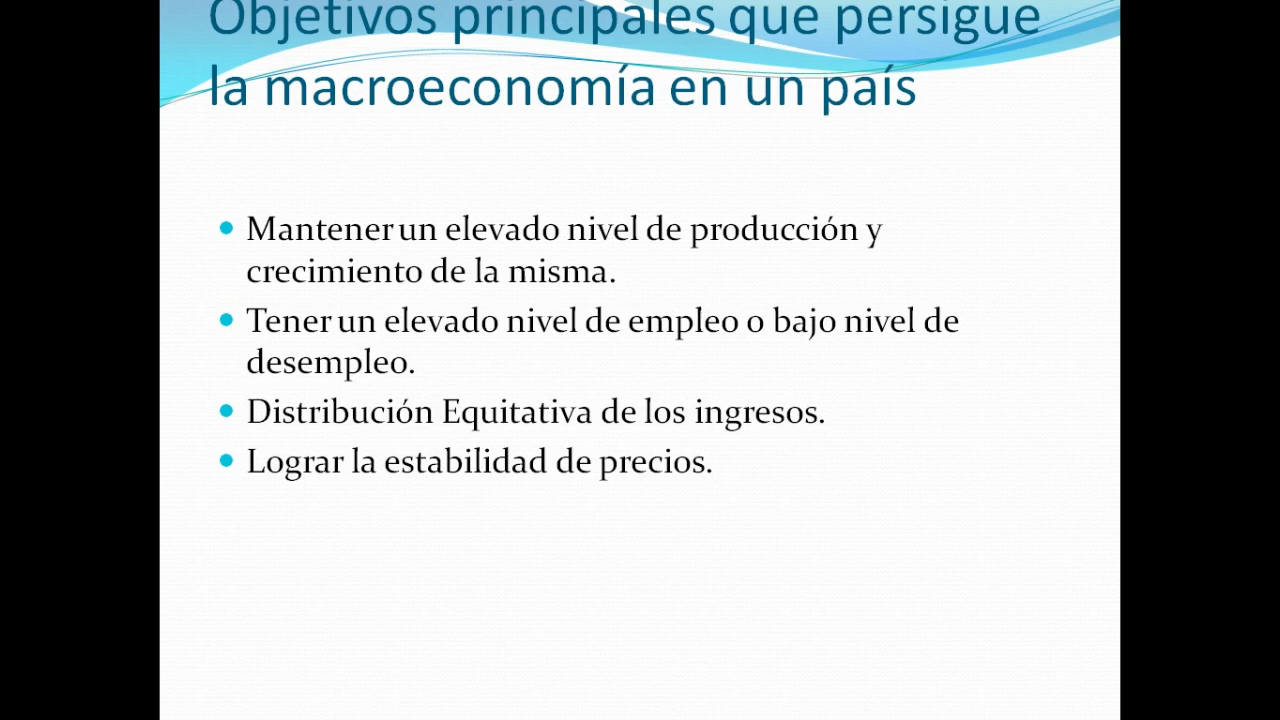 Objetivos principales que persigue
la macroeconomía en un país
Mantener un elevado nivel de producción y
crecimiento de la misma.
Tener un elevado nivel de empleo o bajo nivel de
desempleo.
Distribución Equitativa de los ingresos.
Lograr la estabilidad de precios.